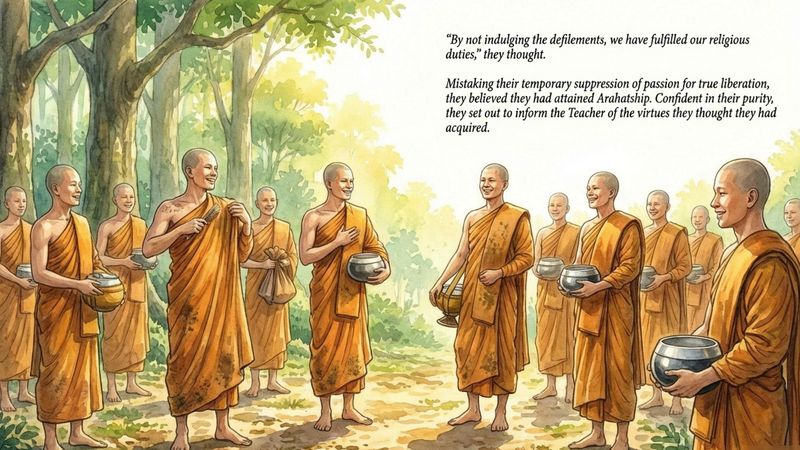 “By not indulging the defilements, we have fulfilled our religious
duties,” they thought.
Mistaking their temporary suppression of passion for true liberation,
they believed they had attained Arahatship. Confident in their purity,
they set out to inform the Teacher of the virtues they thought they had
acquired.